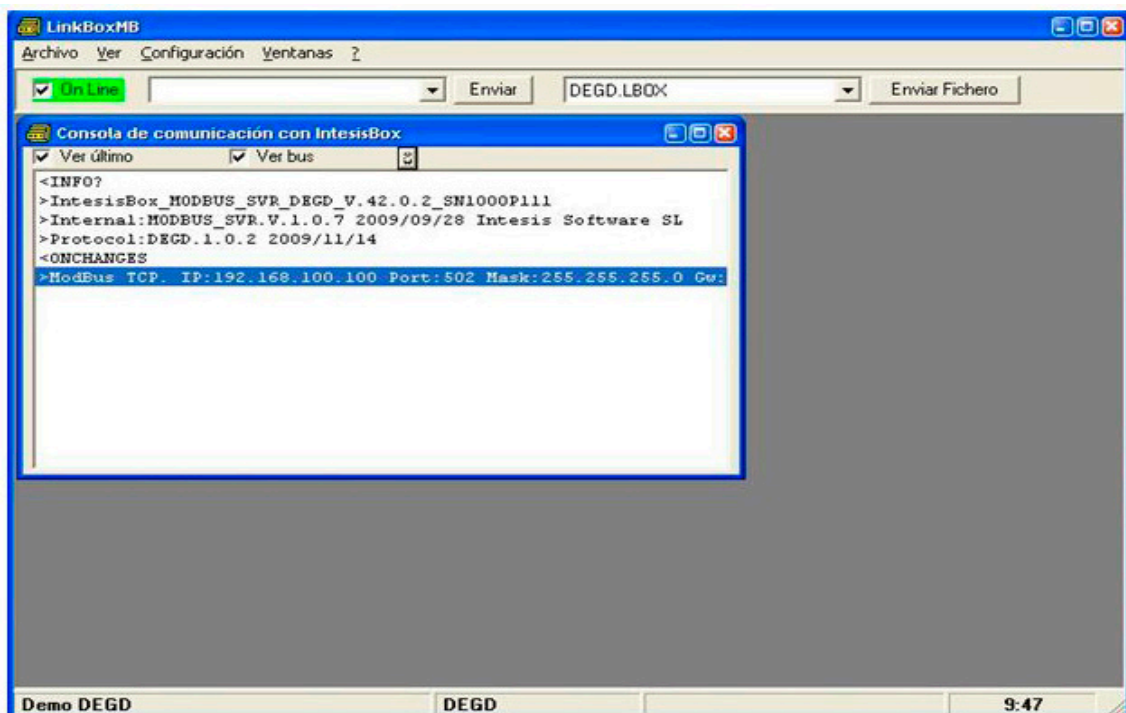 LinkBoxMB
Archivo Ver Configuración Ventanas ?
On Line Enviar DEGD.LBOX Enviar Fichero
Consola de comunicación con IntesisBox
Ver último Ver bus
<INFO?
>IntesisBox_MODBUS_SVR_DEGD_V.42.0.2_SN1000P111
>Internal:MODBUS_SVR.V.1.0.7 2009/09/28 Intesis Software SL
>Protocol:DEGD.1.0.2 2009/11/14
<ONCHANGES
>ModBus TCP. IP:192.168.100.100 Port:502 Mask:255.255.255.0 Gw:
Demo DEGD DEGD 9:47